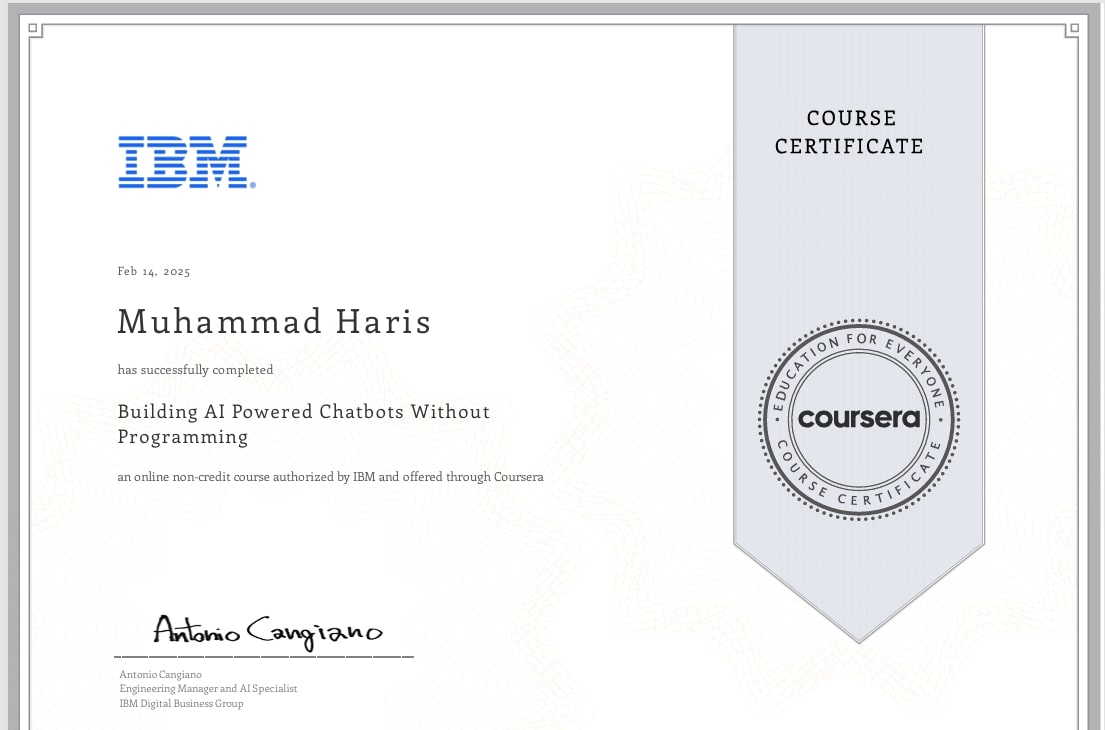 IBM®
COURSE
CERTIFICATE
Feb 14, 2025
Muhammad Haris
has successfully completed
Building AI Powered Chatbots Without
Programming
an online non-credit course authorized by IBM and offered through Coursera
EDUCATION FOR EVERYONE
coursera
COURSE CERTIFICATE
Antonio Cangiano
Antonio Cangiano
Engineering Manager and AI Specialist
IBM Digital Business Group